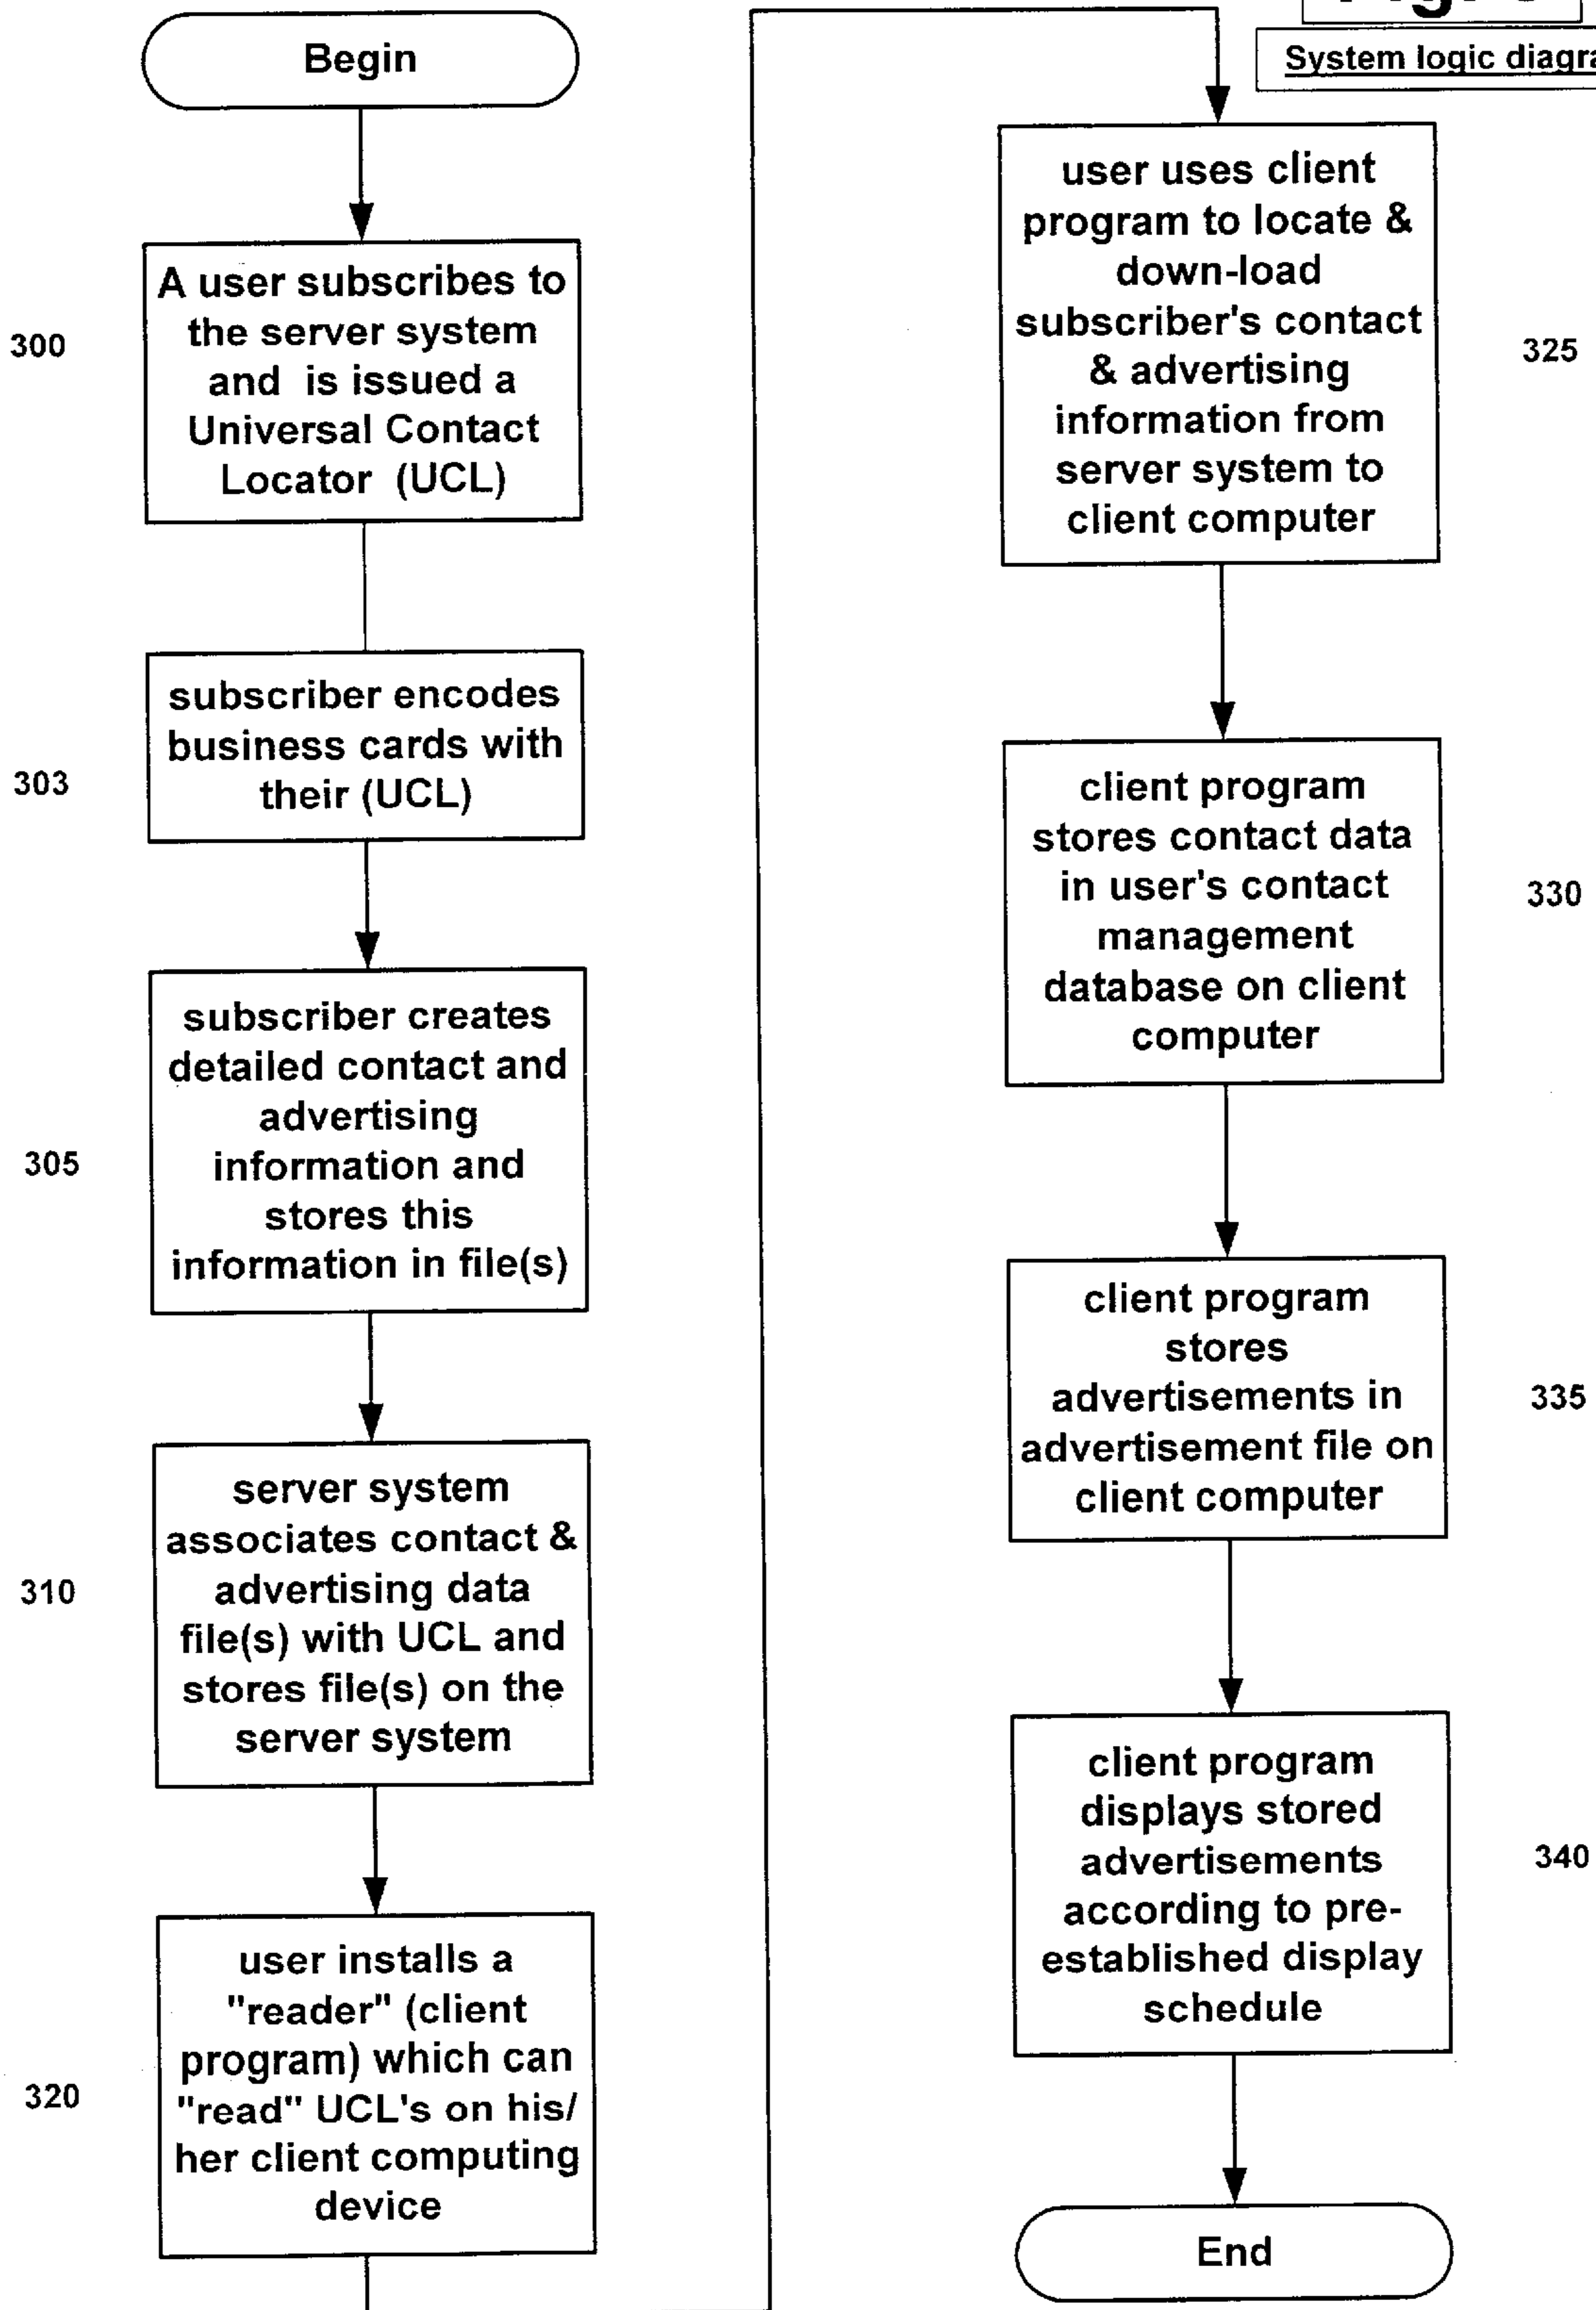 Begin
300
A user subscribes to
the server system
and is issued a
Universal Contact
Locator (UCL)
303
subscriber encodes
business cards with
their (UCL)
305
subscriber creates
detailed contact and
advertising
information and
stores this
information in file(s)
310
server system
associates contact &
advertising data
file(s) with UCL and
stores file(s) on the
server system
320
user installs a
"reader" (client
program) which can
"read" UCL's on his/
her client computing
device
System logic
user uses client
program to locate &
down-load
subscriber's contact
& advertising
information from
server system to
client computer
325
client program
stores contact data
in user's contact
management
database on client
computer
330
client program
stores
advertisements in
advertisement file on
client computer
335
client program
displays stored
advertisements
according to pre-
established display
schedule
340
End